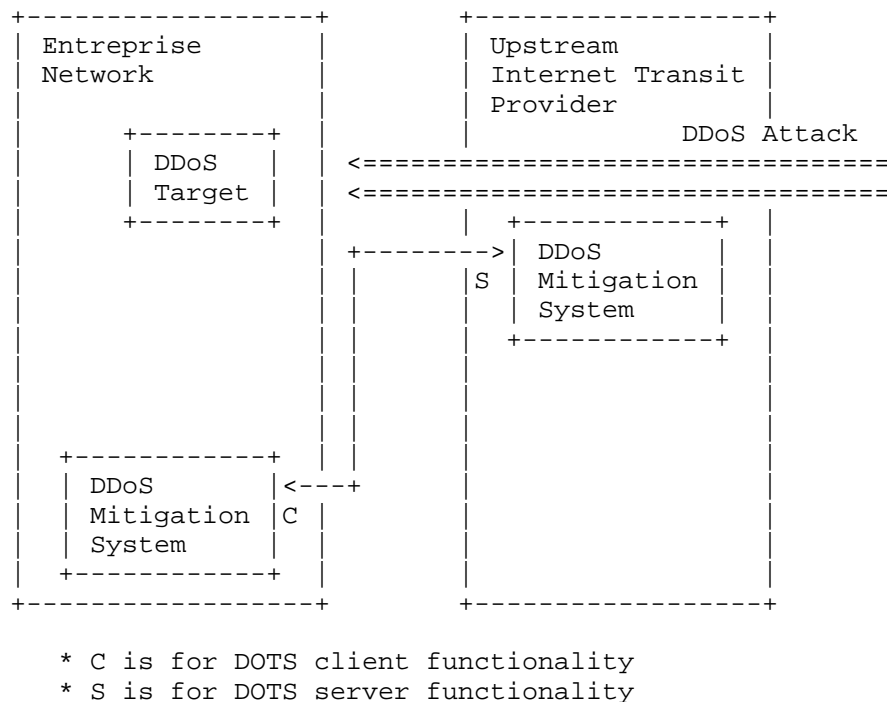 Entreprise
Network
Upstream
Internet Transit
Provider
DDoS Attack
DDoS
Target
DDoS
Mitigation
System
S
DDoS
Mitigation
System
C
* C is for DOTS client functionality
* S is for DOTS server functionality